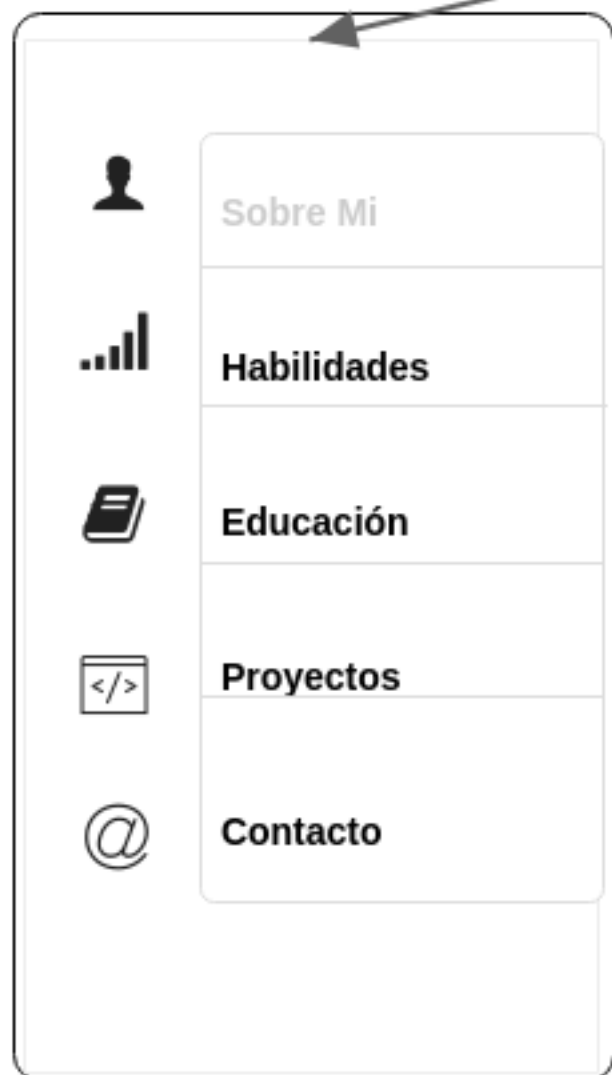 Sobre Mi
Habilidades
Educación
</>
Proyectos
@
Contacto